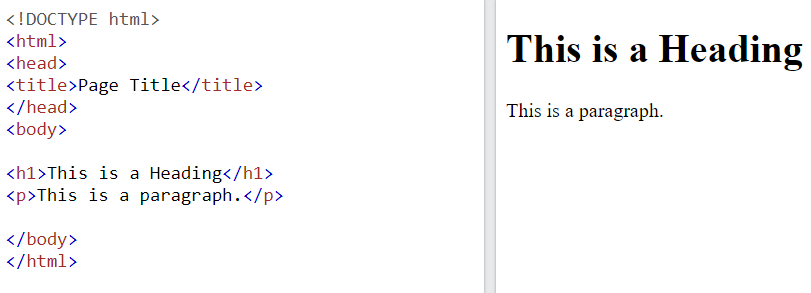 <!DOCTYPE html>
<html>
<head>
<title>Page Title</title>
</head>
<body>
<h1>This is a Heading</h1>
<p>This is a paragraph.</p>
</body>
</html>
This is a Heading
This is a paragraph.